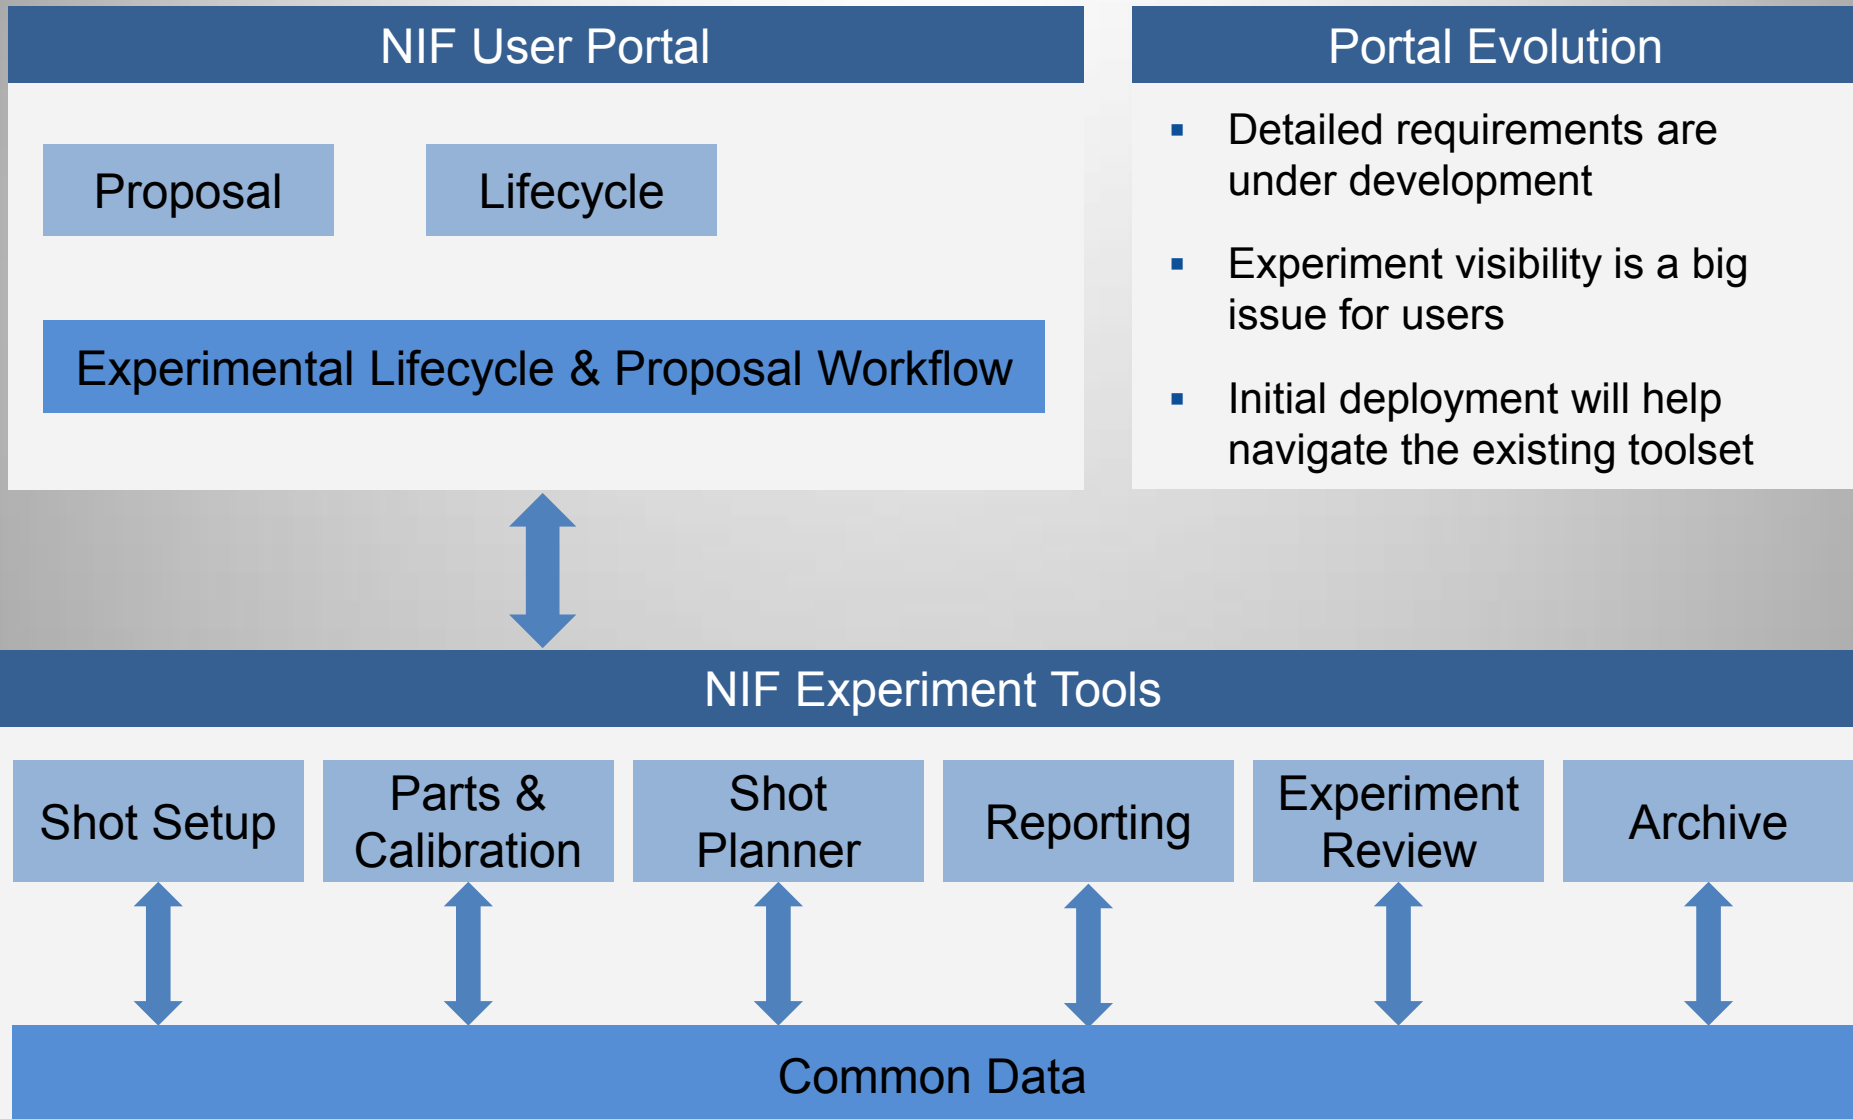 NIF User Portal
Proposal
Lifecycle
Experimental Lifecycle & Proposal Workflow
Portal Evolution
▪ Detailed requirements are
under development
▪ Experiment visibility is a big
issue for users
▪ Initial deployment will help
navigate the existing toolset
NIF Experiment Tools
Shot Setup
Parts &
Calibration
Shot
Planner
Reporting
Experiment
Review
Archive
Common Data